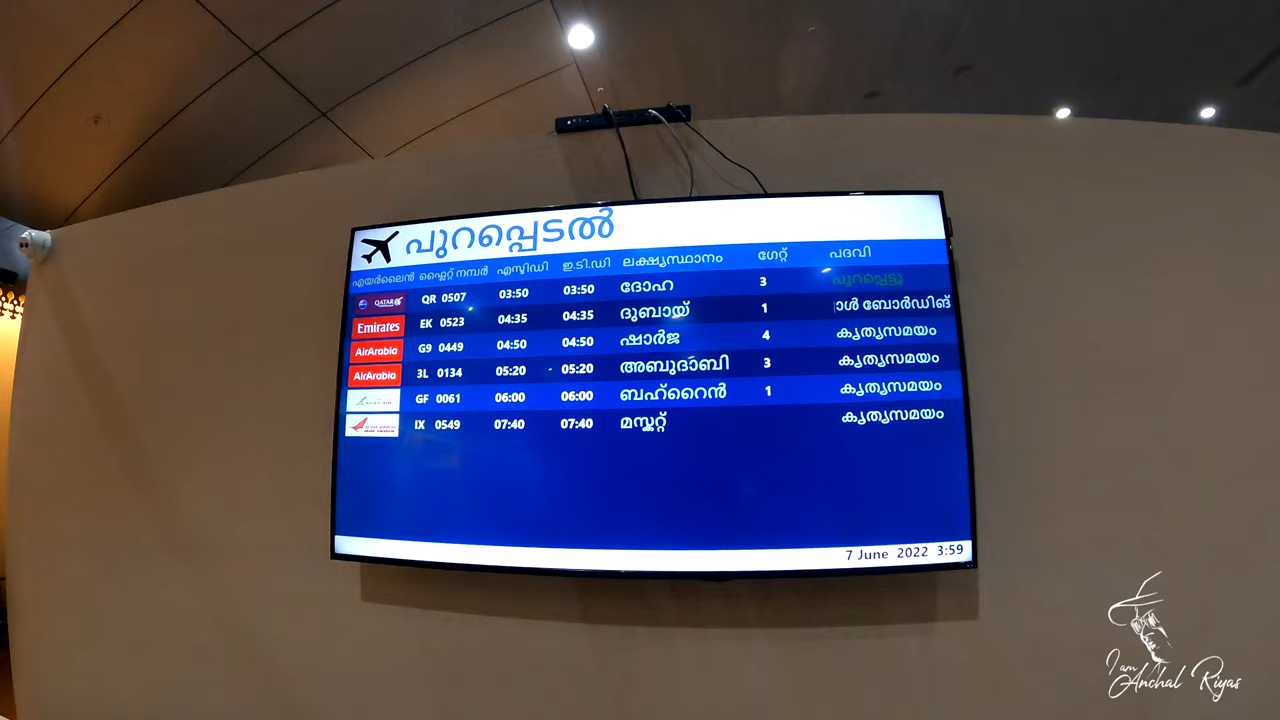 പുറപ്പെടൽ
എയർലൈൻ ഫ്ലൈറ്റ് നമ്പർ എസ്ടിഡി ഇ.ടി.ഡി ലക്ഷ്യസ്ഥാനം ഗേറ്റ് പദവി
QATAR QR 0507 03:50 03:50 ദോഹ 3 പുറപ്പെട്ടു
Emirates EK 0523 04:35 04:35 ദുബായ് 1 ൾ ബോർഡിങ്
AirArabia G9 0449 04:50 04:50 ഷാർജ 4 കൃത്യസമയം
AirArabia 3L 0134 05:20 05:20 അബുദാബി 3 കൃത്യസമയം
GF 0061 06:00 06:00 ബഹ്റൈൻ 1 കൃത്യസമയം
IX 0549 07:40 07:40 മസ്കറ്റ് കൃത്യസമയം
7 June 2022 3:59
I am
Anchal Riyas